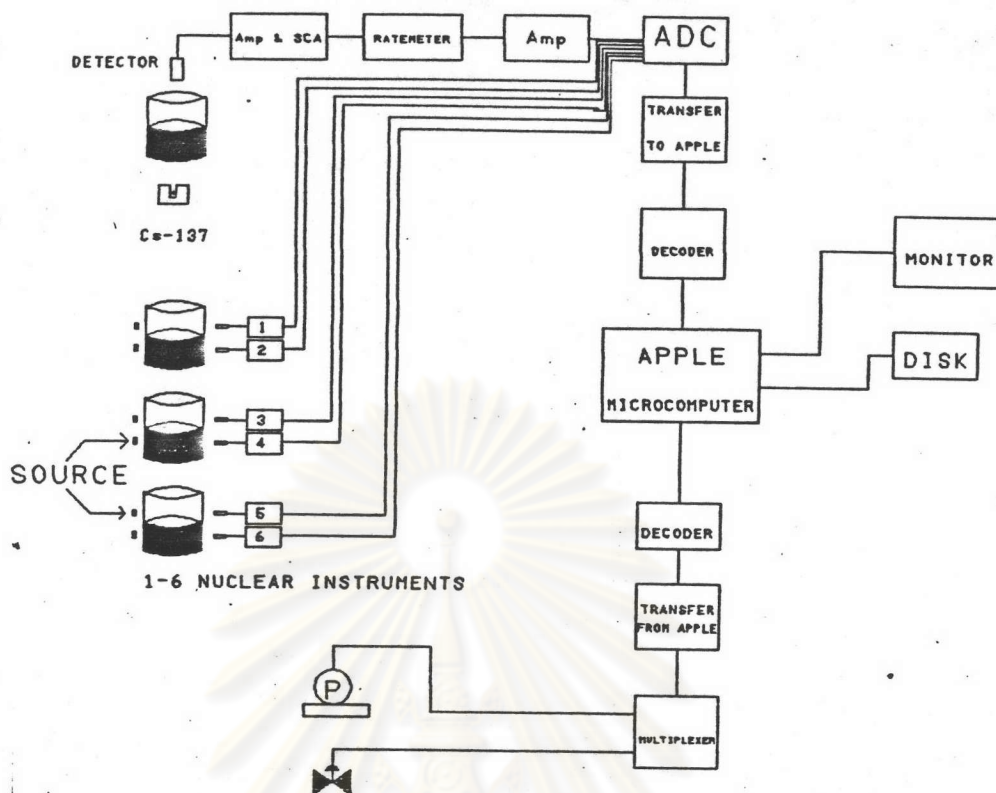 Amp & SCA
RATEMETER
Amp
ADC
DETECTOR
TRANSFER
TO APPLE
Cs-137
DECODER
MONITOR
1
2
APPLE
MICROCOMPUTER
DISK
3
4
SOURCE
5
6
DECODER
1-6 NUCLEAR INSTRUMENTS
TRANSFER
FROM APPLE
P
MULTIPLEXER